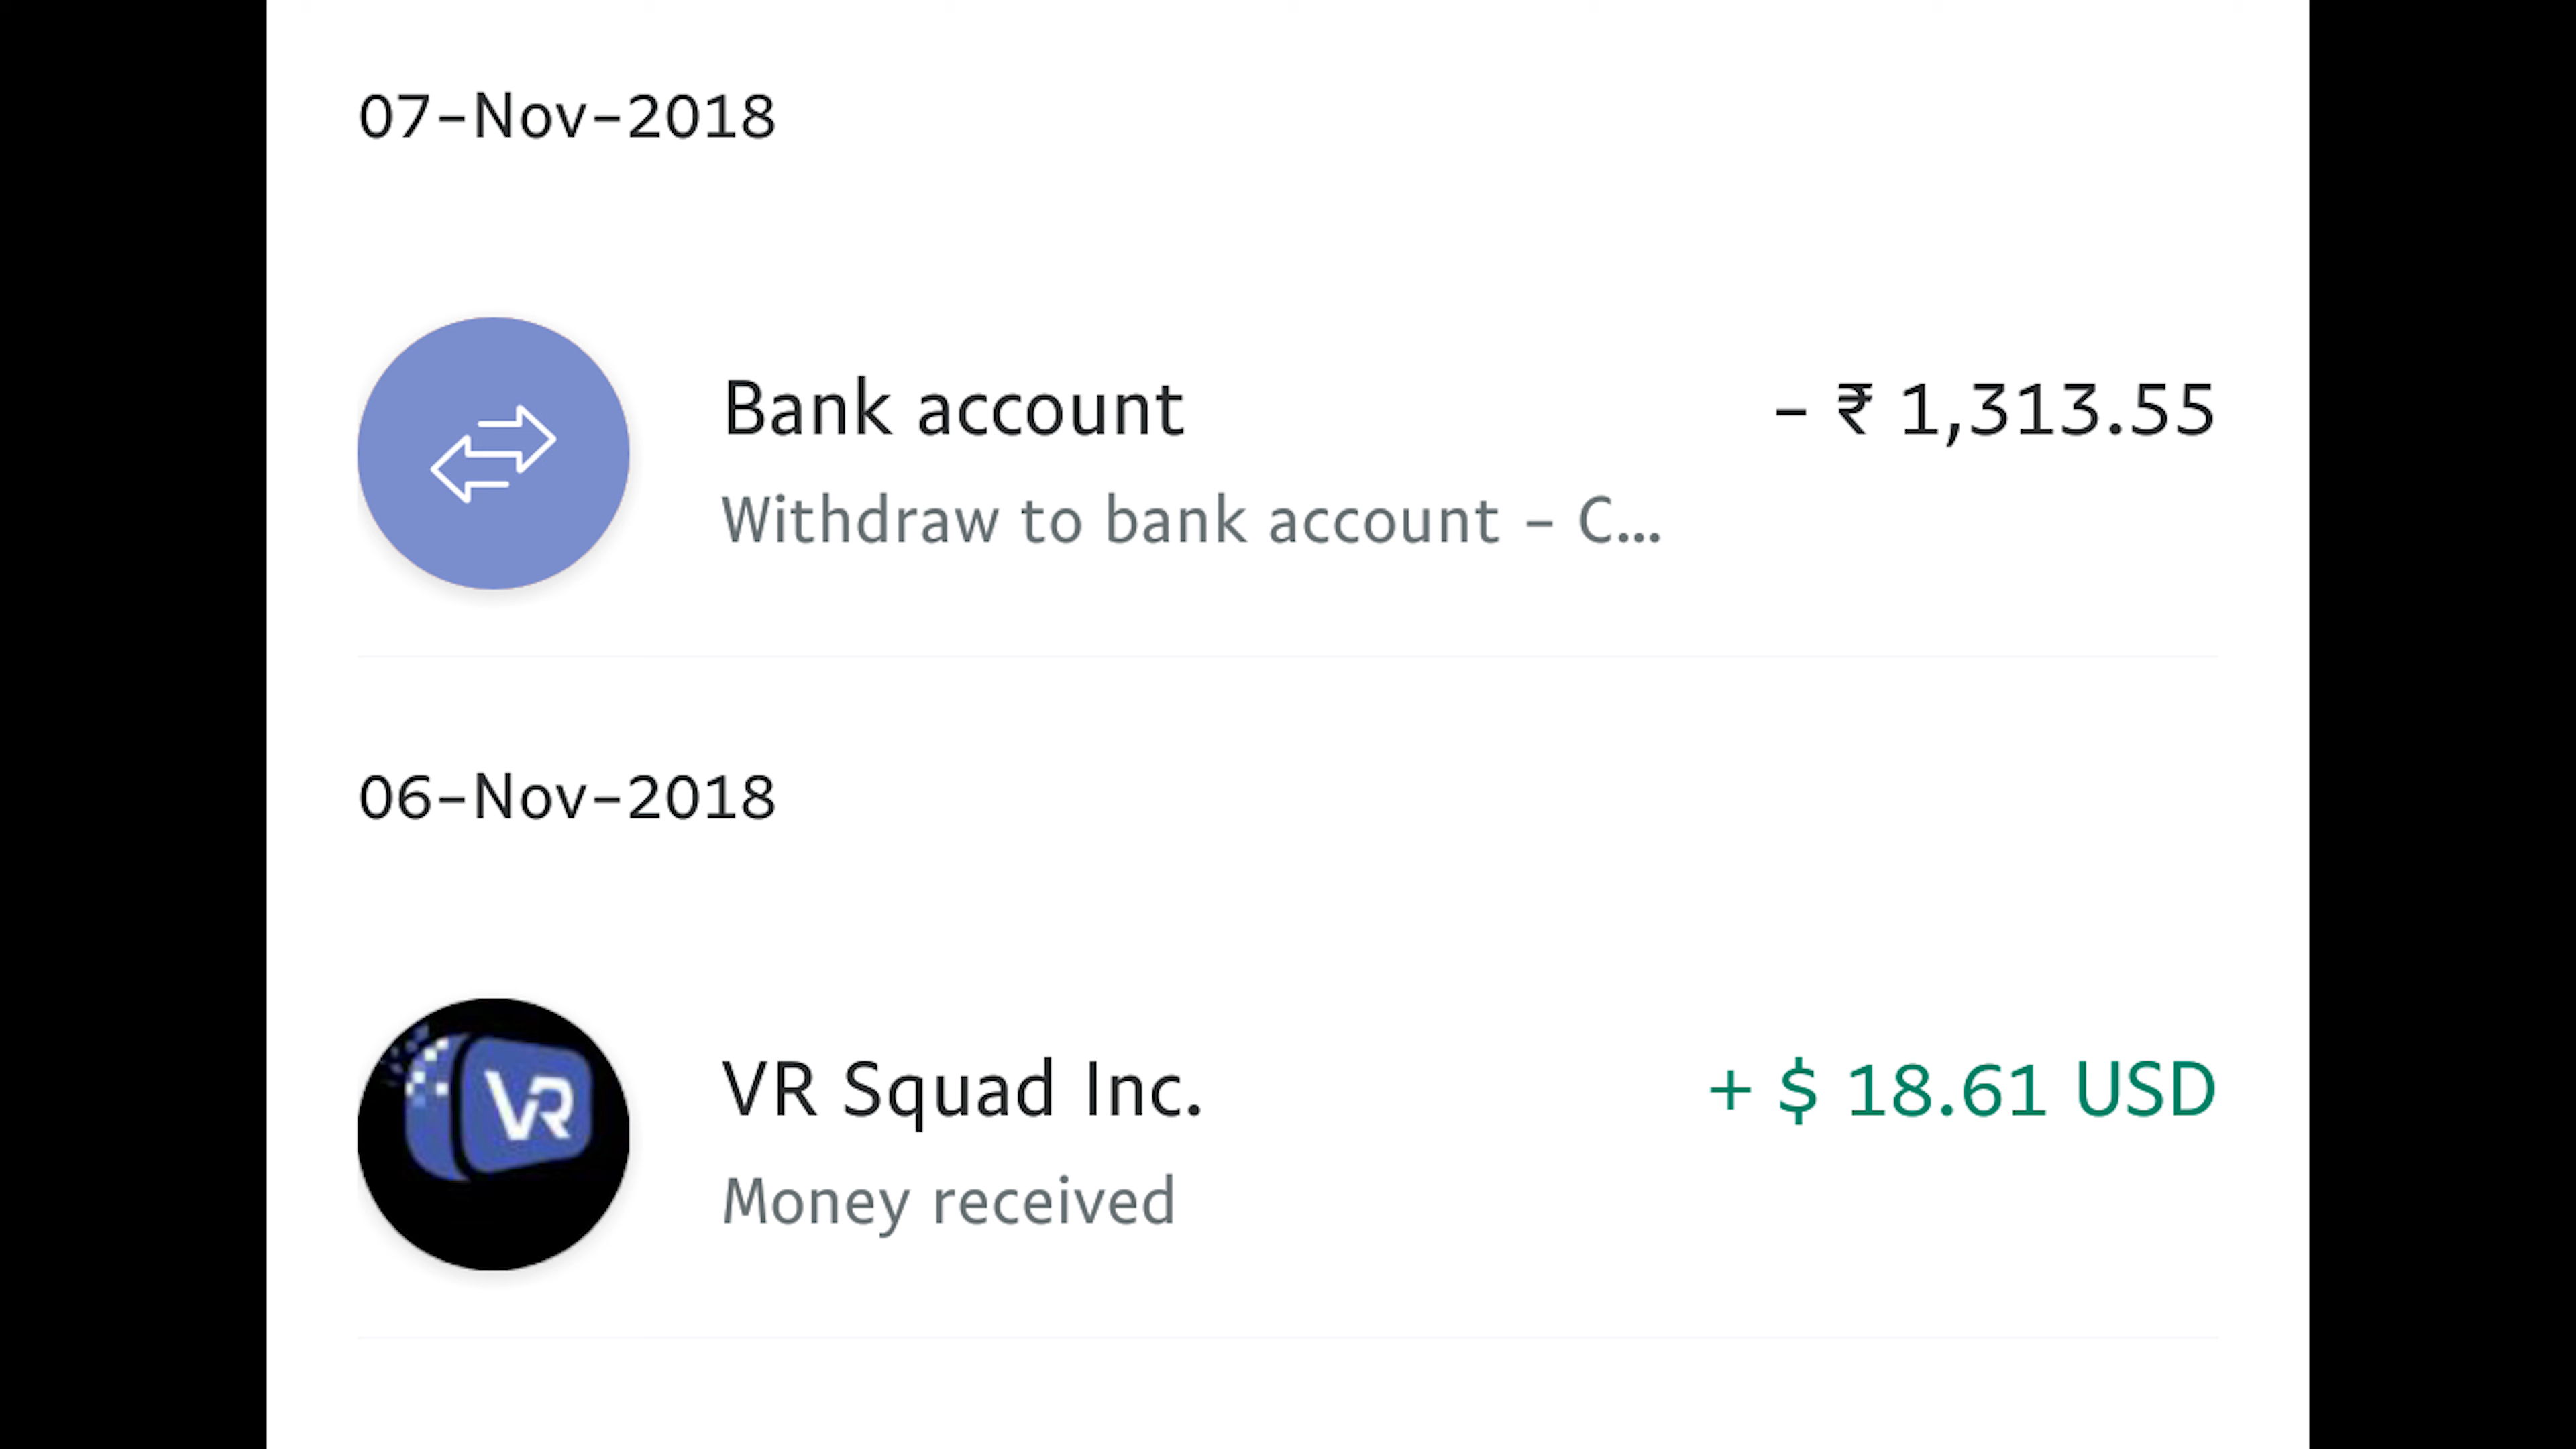 07-Nov-2018
Bank account
- ₹ 1,313.55
Withdraw to bank account - C...
06-Nov-2018
VR
VR Squad Inc.
+ $ 18.61 USD
Money received